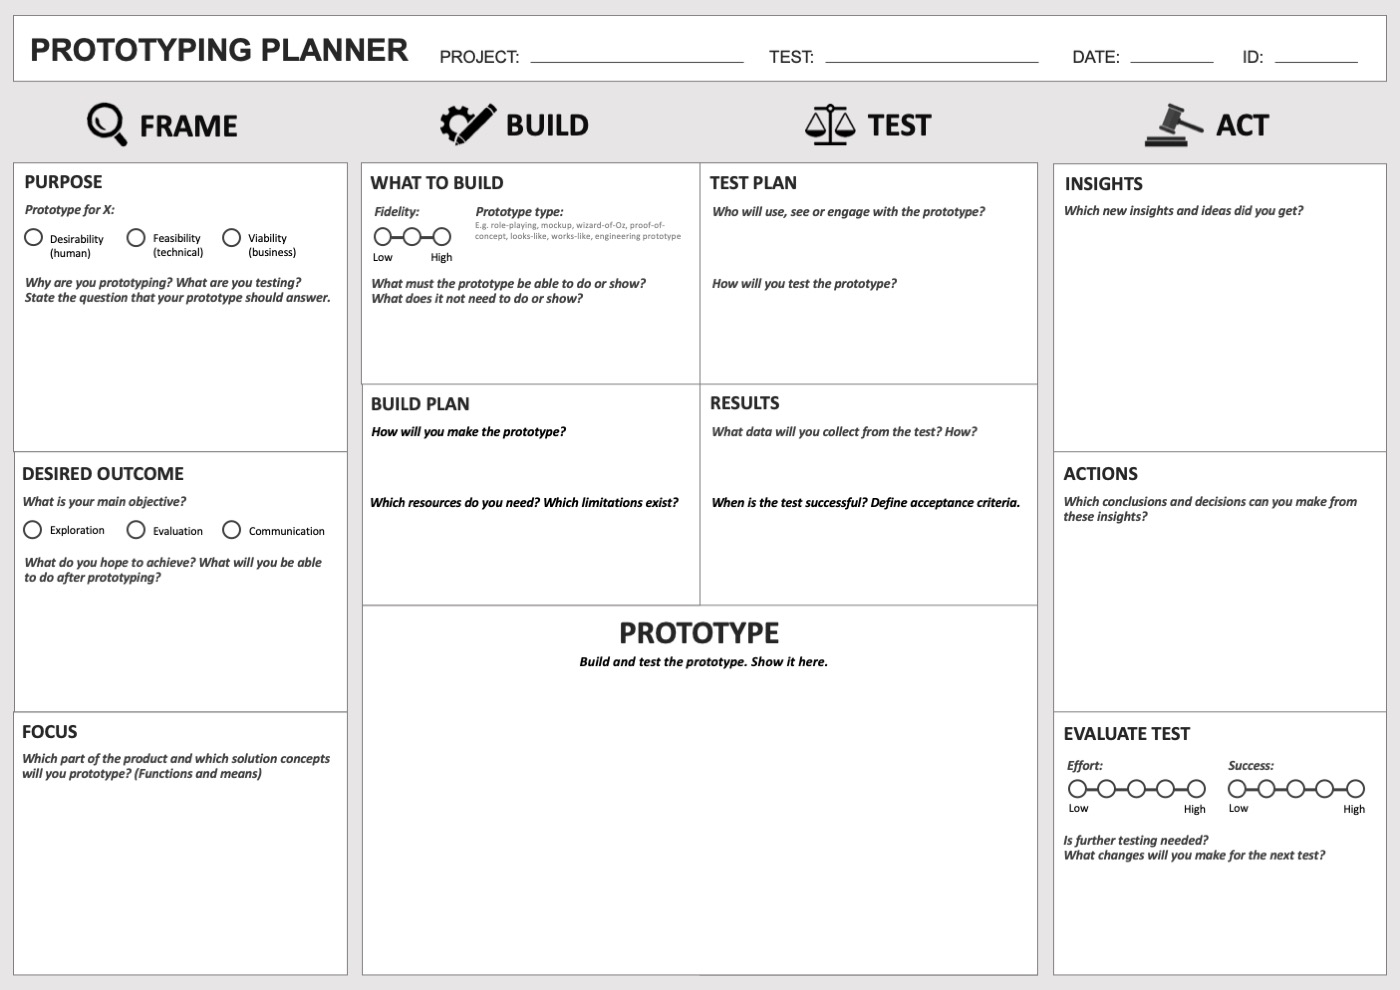 PROTOTYPING PLANNER
PROJECT:
TEST:
DATE:
ID:
FRAME
PURPOSE
Prototype for X:
Desirability
(human)
Feasibility
(technical)
Viability
(business)
Why are you prototyping? What are you testing?
State the question that your prototype should answer.
DESIRED OUTCOME
What is your main objective?
Exploration
Evaluation
Communication
What do you hope to achieve? What will you be able
to do after prototyping?
FOCUS
Which part of the product and which solution concepts
will you prototype? (Functions and means)
BUILD
WHAT TO BUILD
Fidelity:
Low
High
Prototype type:
E.g. role-playing, mockup, wizard-of-Oz, proof-of-
concept, looks-like, works-like, engineering prototype
What must the prototype be able to do or show?
What does it not need to do or show?
BUILD PLAN
How will you make the prototype?
Which resources do you need? Which limitations exist?
TEST
TEST PLAN
Who will use, see or engage with the prototype?
How will you test the prototype?
RESULTS
What data will you collect from the test? How?
When is the test successful? Define acceptance criteria.
PROTOTYPE
Build and test the prototype. Show it here.
ACT
INSIGHTS
Which new insights and ideas did you get?
ACTIONS
Which conclusions and decisions can you make from
these insights?
EVALUATE TEST
Effort:
Low
High
Success:
Low
High
Is further testing needed?
What changes will you make for the next test?